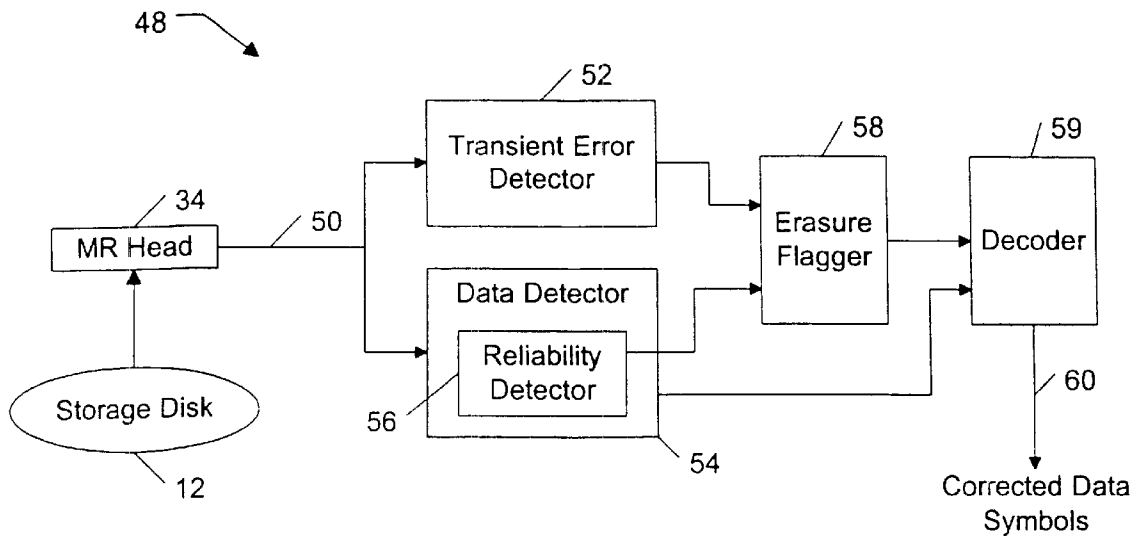 48
52
Transient Error
Detector
58
59
34
MR Head
50
Erasure
Flagger
Decoder
Data Detector
Reliability
Detector
56
54
Storage Disk
12
60
Corrected Data
Symbols